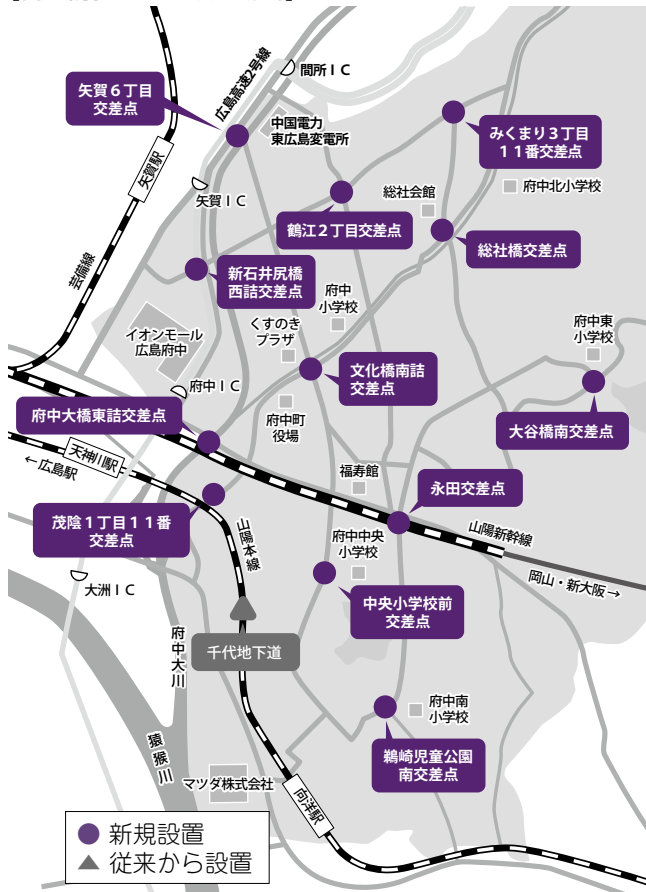 間所ＩＣ
広島高速2号線
矢賀６丁目
交差点
中国電力
東広島変電所
みくまり３丁目
１１番交差点
矢賀駅
矢賀ＩＣ
総社会館
府中北小学校
鶴江２丁目交差点
総社橋交差点
芸備線
新石井尻橋
西詰交差点
府中
小学校
くすのき
プラザ
イオンモール
広島府中
府中東
小学校
文化橋南詰
交差点
府中ＩＣ
府中町
役場
大谷橋南交差点
府中大橋東詰交差点
天神川駅
←広島駅
福寿館
永田交差点
茂陰１丁目１１番
交差点
山陽本線
山陽新幹線
府中中央
小学校
岡山・新大阪→
大洲ＩＣ
中央小学校前
交差点
府中大川
千代地下道
府中南
小学校
猿猴川
鵜崎児童公園
南交差点
マツダ株式会社
向洋駅
新規設置
従来から設置